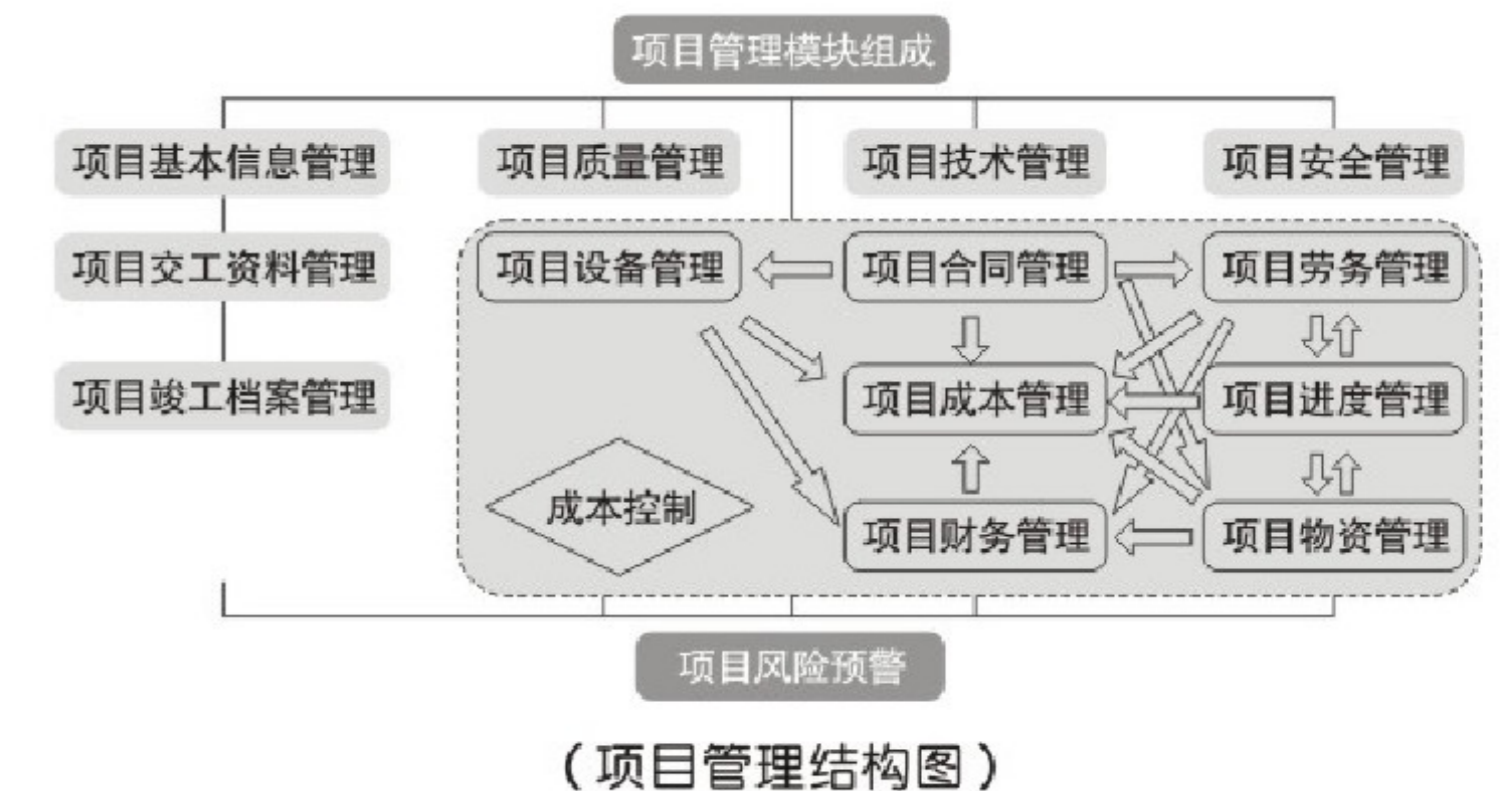 项目管理模块组成
项目基本信息管理
项目质量管理
项目技术管理
项目安全管理
项目交工资料管理
项目设备管理
项目合同管理
项目劳务管理
项目竣工档案管理
项目成本管理
项目进度管理
成本控制
项目财务管理
项目物资管理
项目风险预警
(项目管理结构图)